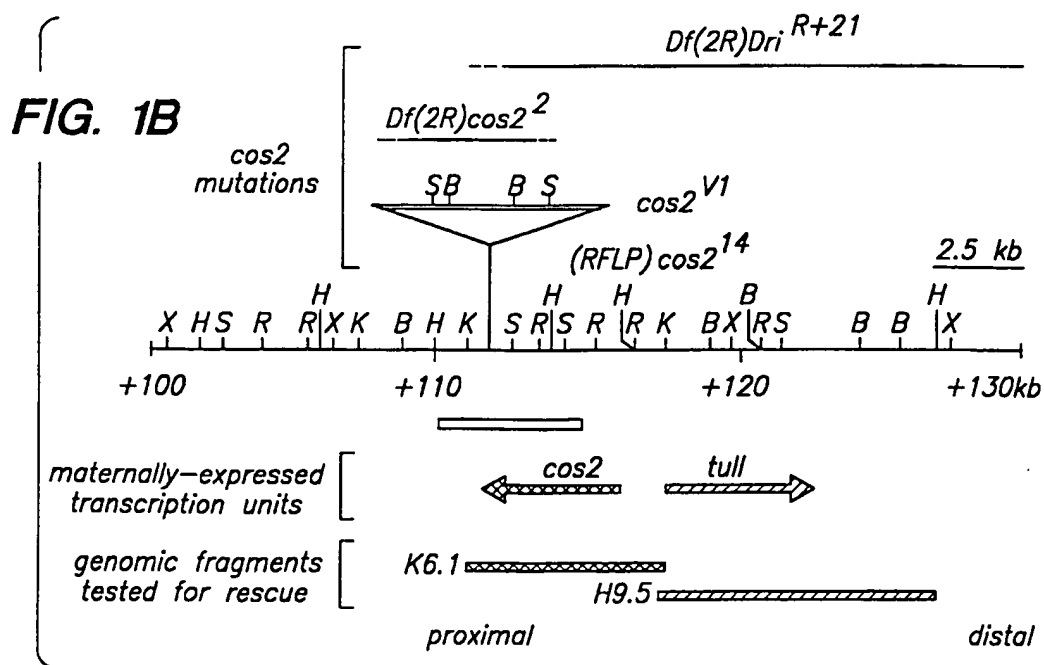 Df(2R)Dri R+21
FIG. 1B
Df(2R)cos2 2
cos2
mutations
S B B S
cos2 V1
(RFLP) cos2 14
2.5 kb
H H H B H
X H S R R X K B H K S R S R R K B X R S B B X
+100 +110 +120 +130kb
maternally-expressed
transcription units
cos2 tull
genomic fragments
tested for rescue
K6.1
H9.5
proximal distal